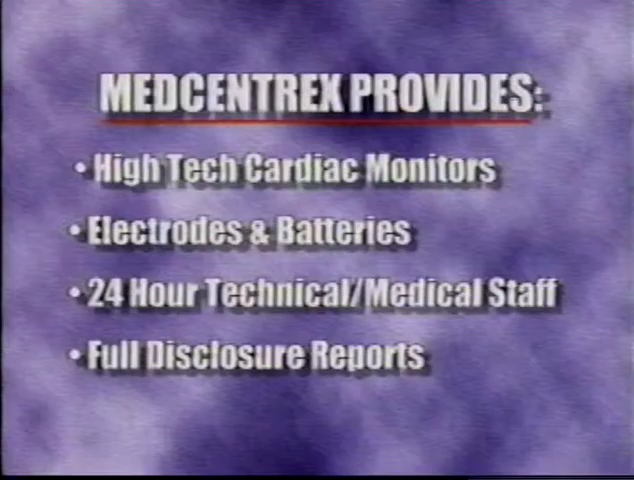 MEDCENTREX PROVIDES:
• High Tech Cardiac Monitors
• Electrodes & Batteries
• 24 Hour Technical/Medical Staff
• Full Disclosure Reports